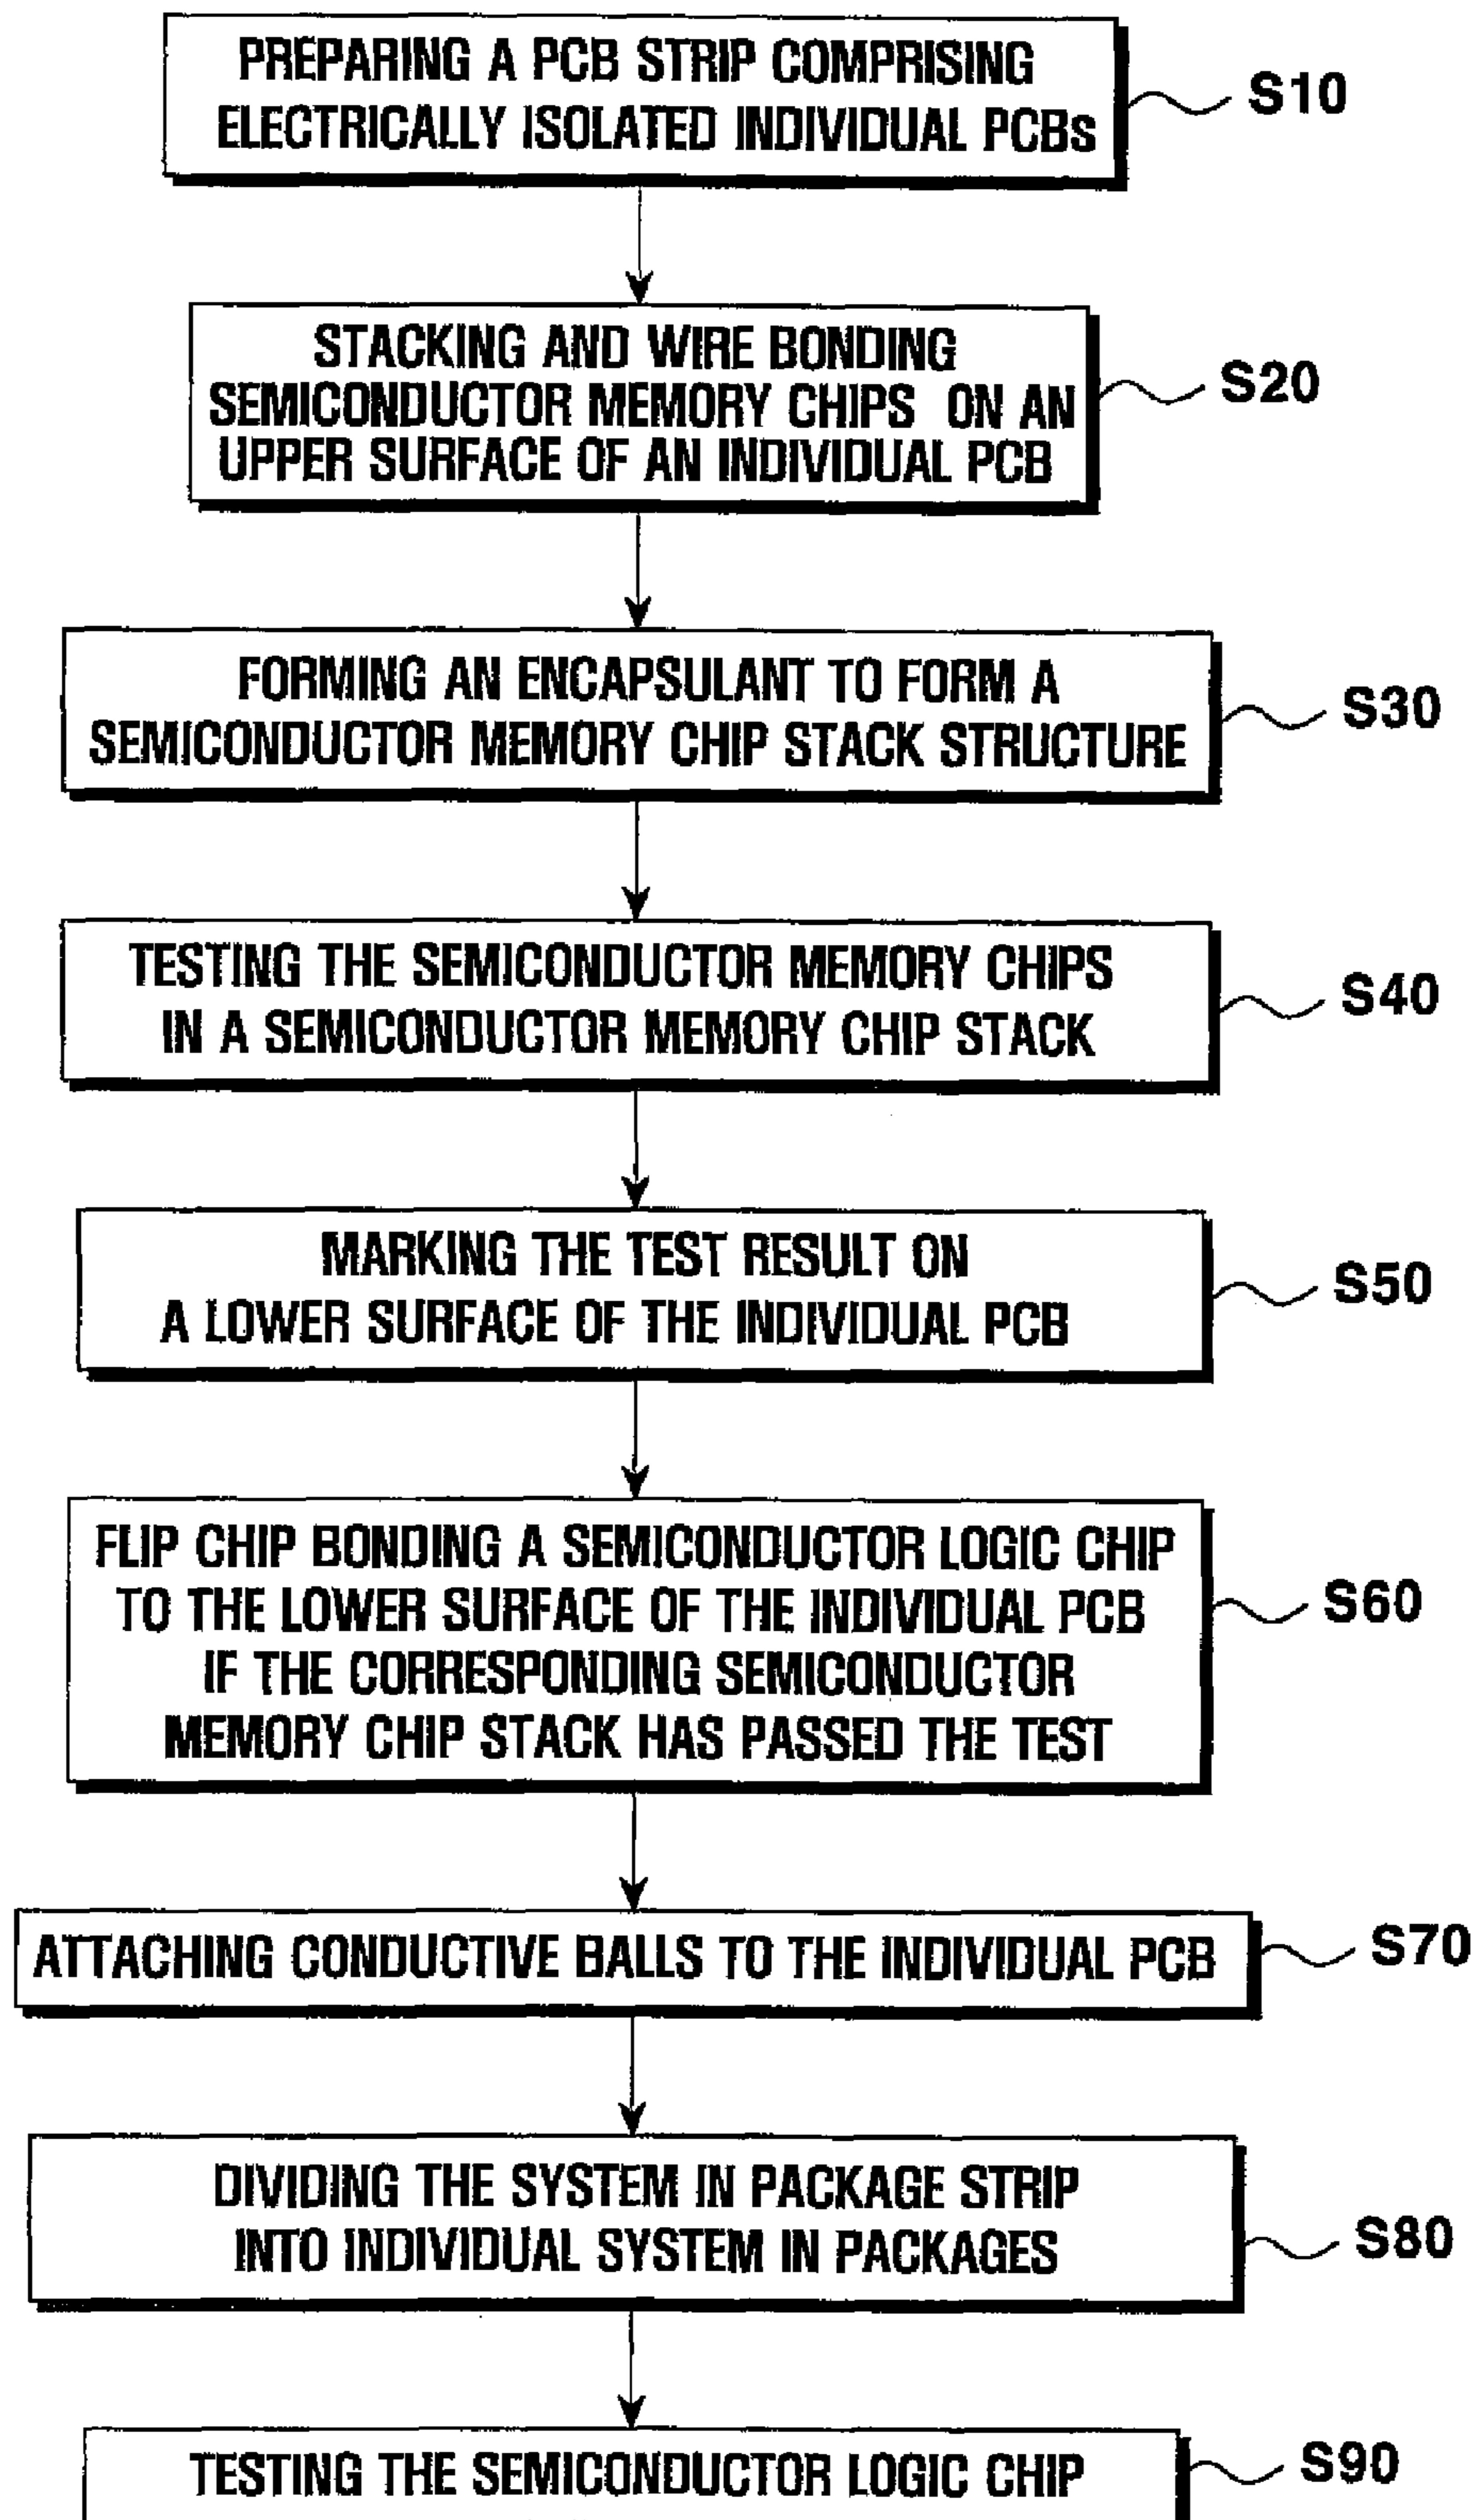 PREPARING A PCB STRIP COMPRISING
ELECTRICALLY ISOLATED INDIVIDUAL PCBS
S10
STACKING AND WIRE BONDING
SEMICONDUCTOR MEMORY CHIPS ON AN
UPPER SURFACE OF AN INDIVIDUAL PCB
S20
FORMING AN ENCAPSULANT TO FORM A
SEMICONDUCTOR MEMORY CHIP STACK STRUCTURE
S30
TESTING THE SEMICONDUCTOR MEMORY CHIPS
IN A SEMICONDUCTOR MEMORY CHIP STACK
S40
MARKING THE TEST RESULT ON
A LOWER SURFACE OF THE INDIVIDUAL PCB
S50
FLIP CHIP BONDING A SEMICONDUCTOR LOGIC CHIP
TO THE LOWER SURFACE OF THE INDIVIDUAL PCB
IF THE CORRESPONDING SEMICONDUCTOR
MEMORY CHIP STACK HAS PASSED THE TEST
S60
ATTACHING CONDUCTIVE BALLS TO THE INDIVIDUAL PCB
S70
DIVIDING THE SYSTEM IN PACKAGE STRIP
INTO INDIVIDUAL SYSTEM IN PACKAGES
S80
TESTING THE SEMICONDUCTOR LOGIC CHIP
S90